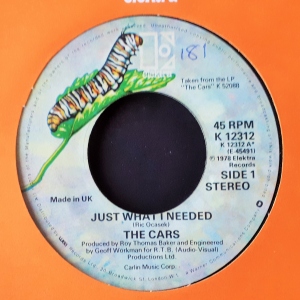 181
Taken from the LP
"The Cars" K 52088
45 RPM
K 12312
K 12312 A*
(E-45491)
℗ 1978 Elektra
Records
SIDE 1
STEREO
Made in UK
JUST WHAT I NEEDED
(Ric Ocasek)
THE CARS
Produced by Roy Thomas Baker and Engineered
by Geoff Workman for R. T. B. (Audio-Visual)
Productions Ltd.
Carlin Music Corp.